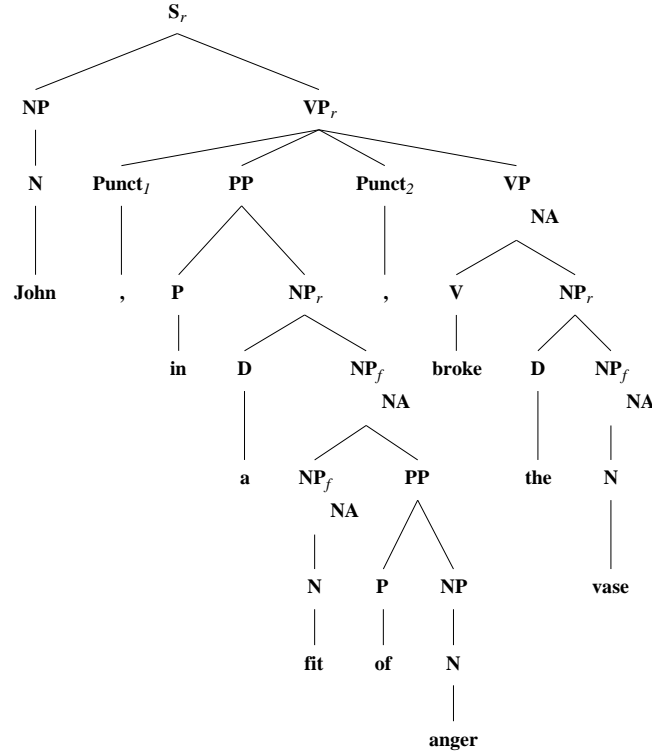 S_r
NP VP_r
N Punct_1 PP Punct_2 VP
NA
John , P NP_r , V NP_r
in D NP_f broke D NP_f
NA NA
a NP_f PP the N
NA
N P NP vase
fit of N
anger